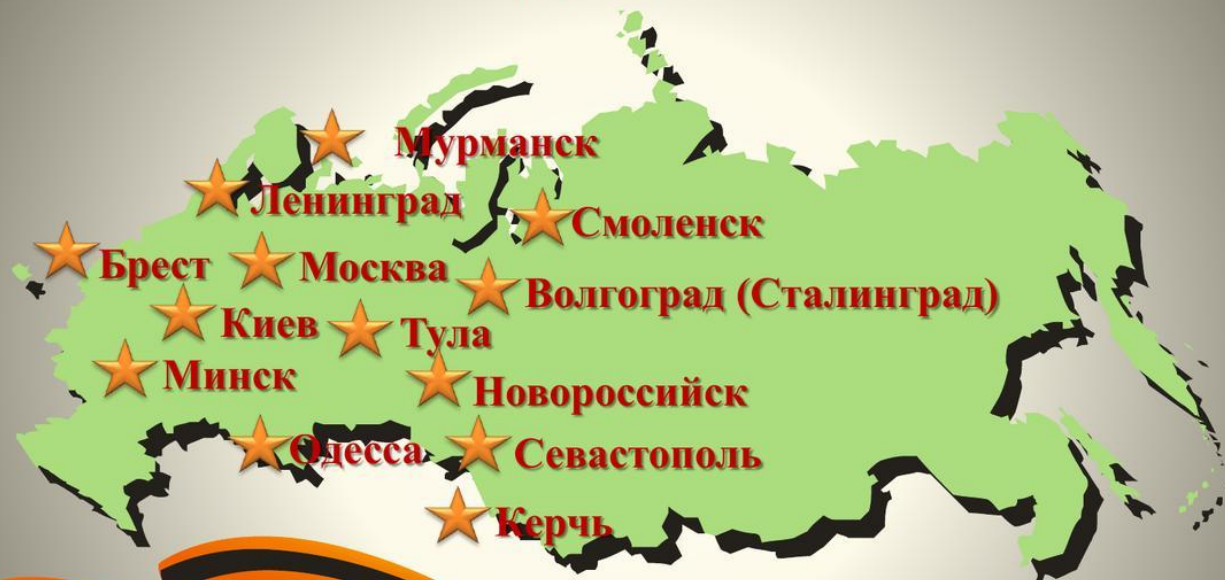 Мурманск
Ленинград
Смоленск
Брест
Москва
Волгоград (Сталинград)
Киев
Тула
Минск
Новороссийск
Одесса
Севастополь
Керчь